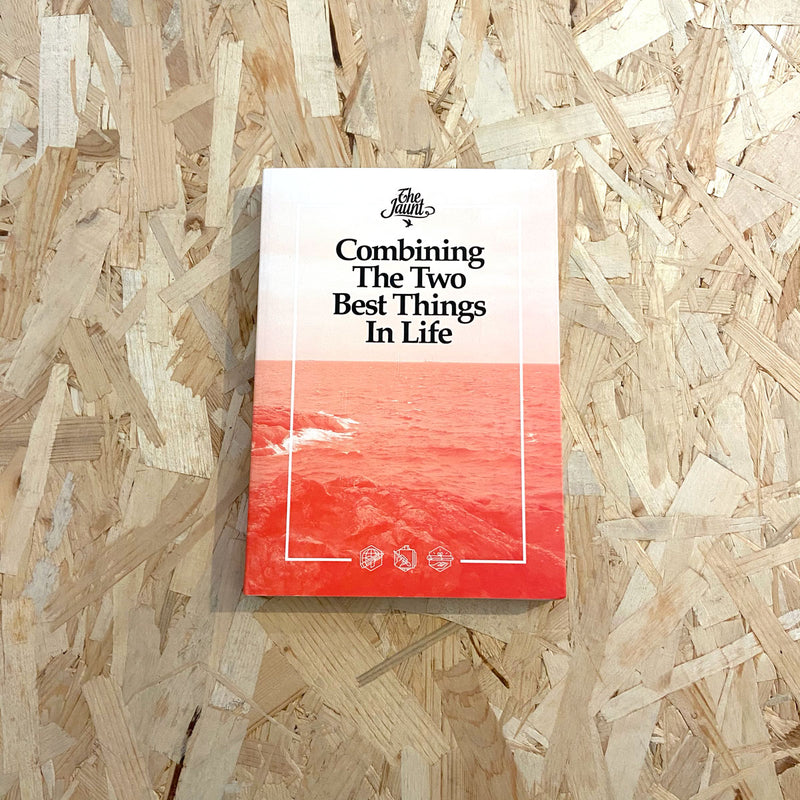 The
Jaunt
Combining
The Two
Best Things
In Life